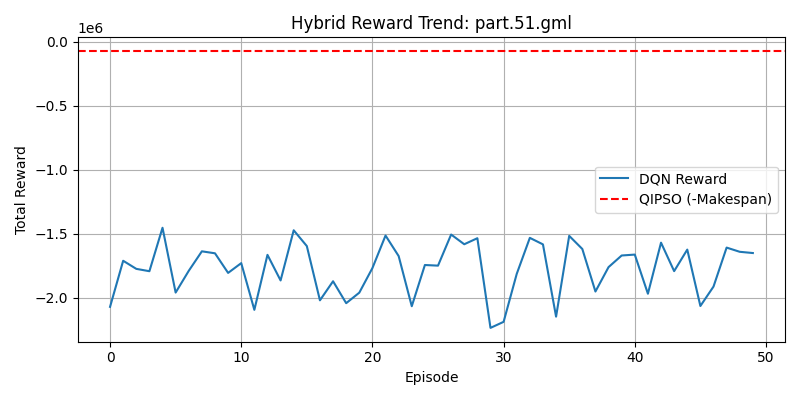 Hybrid Reward Trend: part.51.gml
1e6
0.0
−0.5
−1.0
−1.5
−2.0
Total Reward
DQN Reward
QIPSO (-Makespan)
0 10 20 30 40 50
Episode